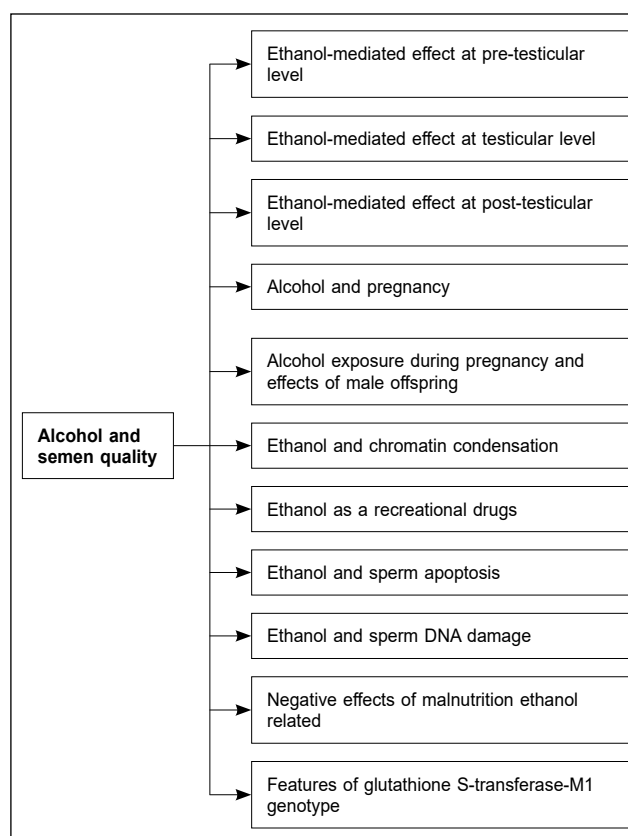 Ethanol-mediated effect at pre-testicular
level
Ethanol-mediated effect at testicular level
Ethanol-mediated effect at post-testicular
level
Alcohol and pregnancy
Alcohol exposure during pregnancy and
effects of male offspring
Alcohol and
semen quality
Ethanol and chromatin condensation
Ethanol as a recreational drugs
Ethanol and sperm apoptosis
Ethanol and sperm DNA damage
Negative effects of malnutrition ethanol
related
Features of glutathione S-transferase-M1
genotype